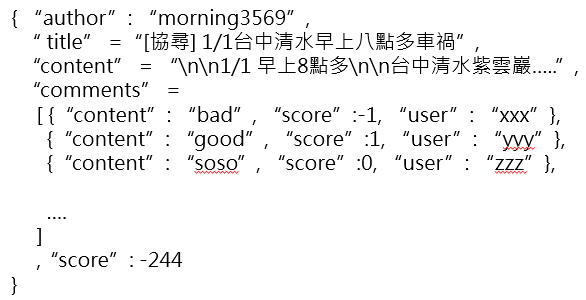 { “author” : “morning3569” ,
“ title” = “[協尋] 1/1台中清水早上八點多車禍” ,
“content” = “\n\n1/1 早上8點多\n\n台中清水紫雲巖…..” ,
“comments” =
[ { “content” : “bad” , “score” :-1, “user” : “xxx” },
{ “content” : “good” , “score” :1, “user” : “yyy” },
{ “content” : “soso” , “score” :0, “user” : “zzz” },
….
]
, “score” : -244
}